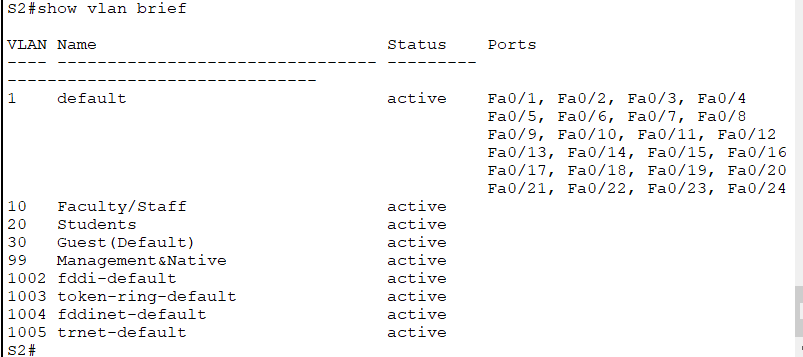 S2#show vlan brief
VLAN Name                             Status    Ports
---- -------------------------------- ---------
-------------------------------
1    default                          active    Fa0/1, Fa0/2, Fa0/3, Fa0/4
                                                Fa0/5, Fa0/6, Fa0/7, Fa0/8
                                                Fa0/9, Fa0/10, Fa0/11, Fa0/12
                                                Fa0/13, Fa0/14, Fa0/15, Fa0/16
                                                Fa0/17, Fa0/18, Fa0/19, Fa0/20
                                                Fa0/21, Fa0/22, Fa0/23, Fa0/24
10   Faculty/Staff                    active
20   Students                         active
30   Guest(Default)                   active
99   Management&Native                active
1002 fddi-default                     active
1003 token-ring-default               active
1004 fddinet-default                  active
1005 trnet-default                    active
S2#